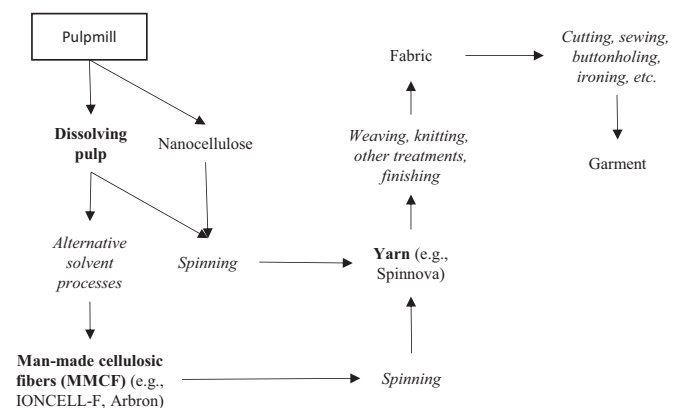 Pulpmill
Dissolving
pulp
Nanocellulose
Alternative
solvent
processes
Spinning
Man-made cellulosic
fibers (MMCF) (e.g.,
IONCELL-F, Arbron)
Spinning
Yarn (e.g.,
Spinnova)
Weaving, knitting,
other treatments,
finishing
Fabric
Cutting, sewing,
buttonholing,
ironing, etc.
Garment